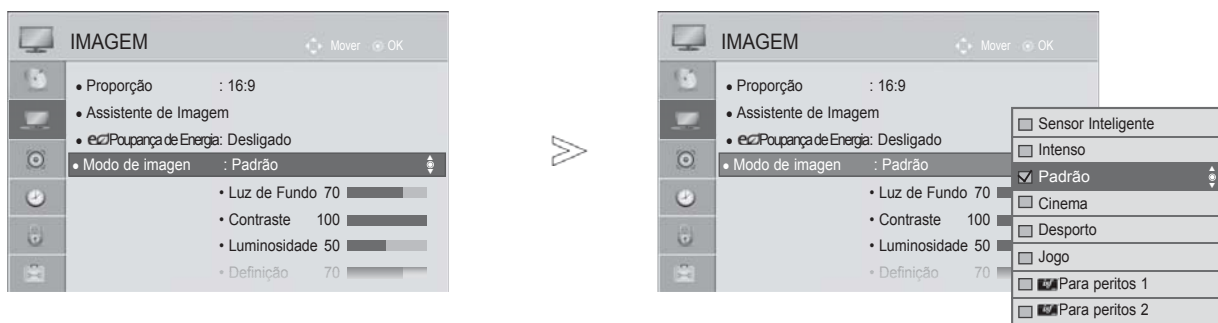 IMAGEM
Mover OK
• Proporção : 16:9
• Assistente de Imagem
• Poupança de Energia: Desligado
• Modo de imagen : Padrão
• Luz de Fundo 70
• Contraste 100
• Luminosidade 50
• Definição 70
IMAGEM
Mover OK
• Proporção : 16:9
• Assistente de Imagem
• Poupança de Energia: Desligado
• Modo de imagen : Padrão
• Luz de Fundo 70
• Contraste 100
• Luminosidade 50
• Definição 70
Sensor Inteligente
Intenso
Padrão
Cinema
Desporto
Jogo
Para peritos 1
Para peritos 2